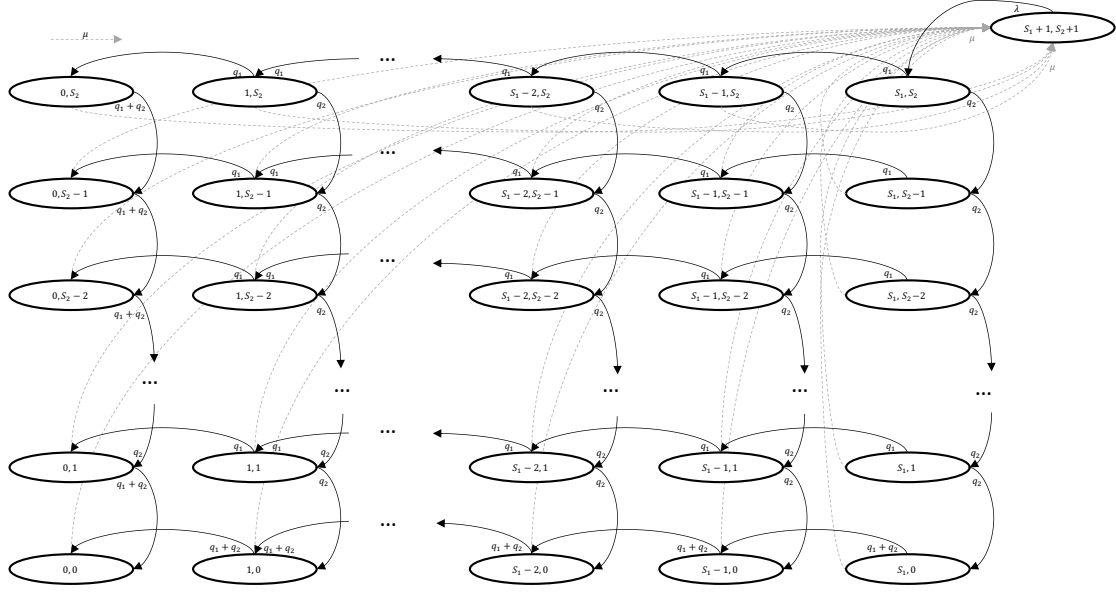 λ
S₁ + 1, S₂+1
μ
μ
μ
...
q₁ q₁ q₁ q₁ q₁
0, S₂ 1, S₂ S₁ − 2, S₂ S₁ − 1, S₂ S₁, S₂
q₁ + q₂ q₂ q₂ q₂ q₂
...
q₁ q₁ q₁ q₁ q₁
0, S₂ − 1 1, S₂ − 1 S₁ − 2, S₂ − 1 S₁ − 1, S₂ − 1 S₁, S₂−1
q₁ + q₂ q₂ q₂ q₂ q₂
...
q₁ q₁ q₁ q₁ q₁
0, S₂ − 2 1, S₂ − 2 S₁ − 2, S₂ − 2 S₁ − 1, S₂ − 2 S₁, S₂−2
q₁ + q₂ q₂ q₂ q₂ q₂
... ... ... ... ...
...
q₂ q₁ q₁ q₂ q₁ q₂ q₁ q₂ q₁ q₂
0, 1 1, 1 S₁ − 2, 1 S₁ − 1, 1 S₁, 1
q₁ + q₂ q₂ q₂ q₂ q₂
...
q₁ + q₂ q₁ + q₂ q₁ + q₂ q₁ + q₂ q₁ + q₂
0, 0 1, 0 S₁ − 2, 0 S₁ − 1, 0 S₁, 0